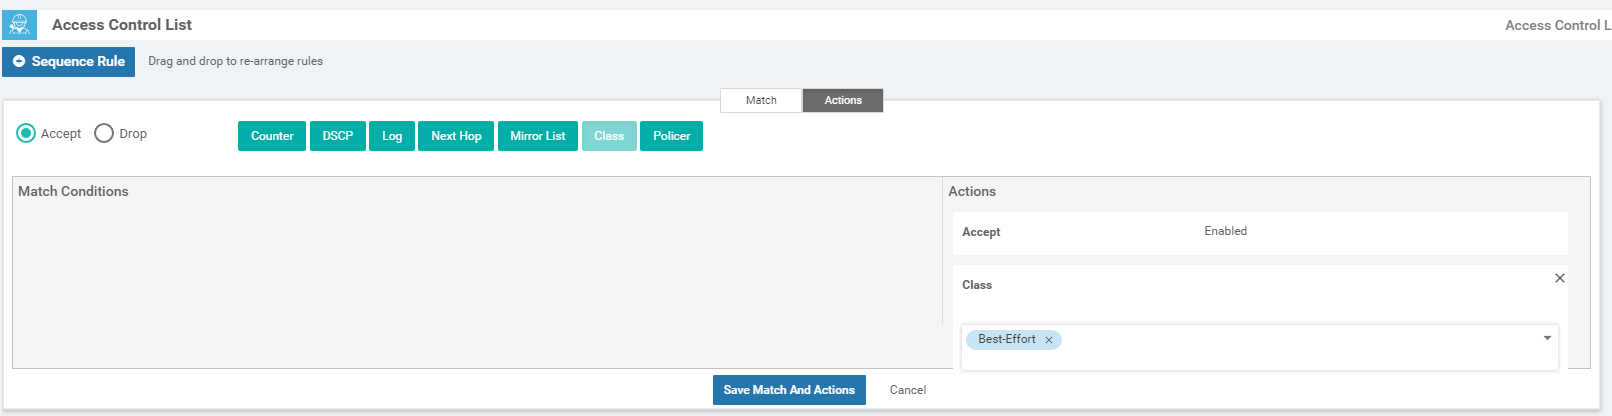 Access Control List
Access Control L
Sequence Rule
Drag and drop to re-arrange rules
Match
Actions
Accept
Drop
Counter
DSCP
Log
Next Hop
Mirror List
Class
Policer
Match Conditions
Actions
Accept
Enabled
Class
Best-Effort
Save Match And Actions
Cancel